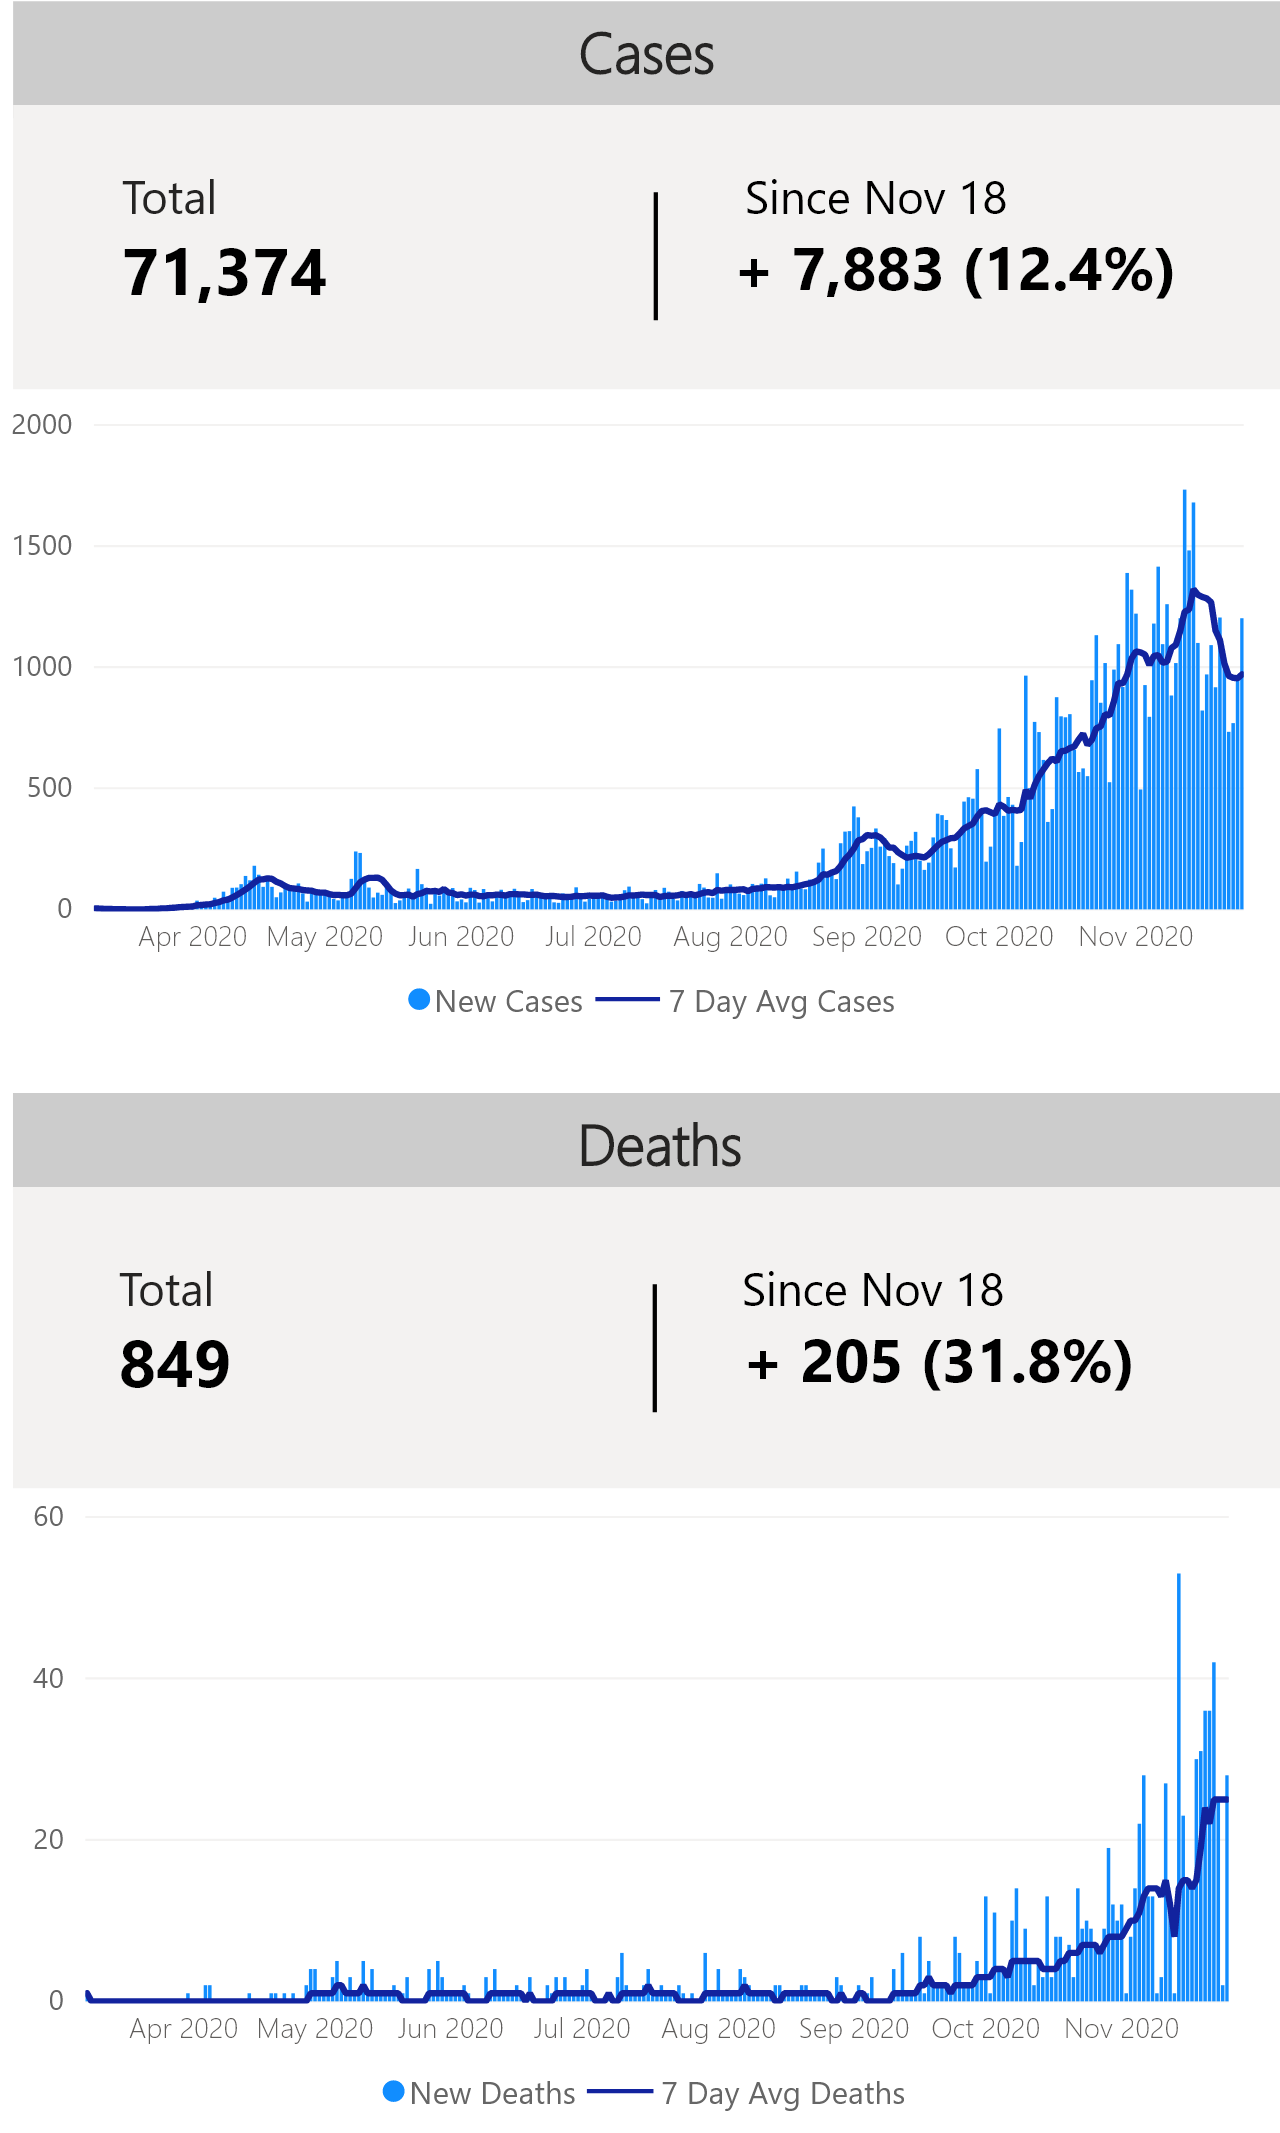 Cases
Total
Since Nov 18
71,374
+ 7,883 (12.4%)
2000
1500
1000
500
0
Apr 2020 May 2020 Jun 2020 Jul 2020 Aug 2020 Sep 2020 Oct 2020 Nov 2020
New Cases 7 Day Avg Cases
Deaths
Total
Since Nov 18
849
+ 205 (31.8%)
60
40
20
0
Apr 2020 May 2020 Jun 2020 Jul 2020 Aug 2020 Sep 2020 Oct 2020 Nov 2020
New Deaths 7 Day Avg Deaths